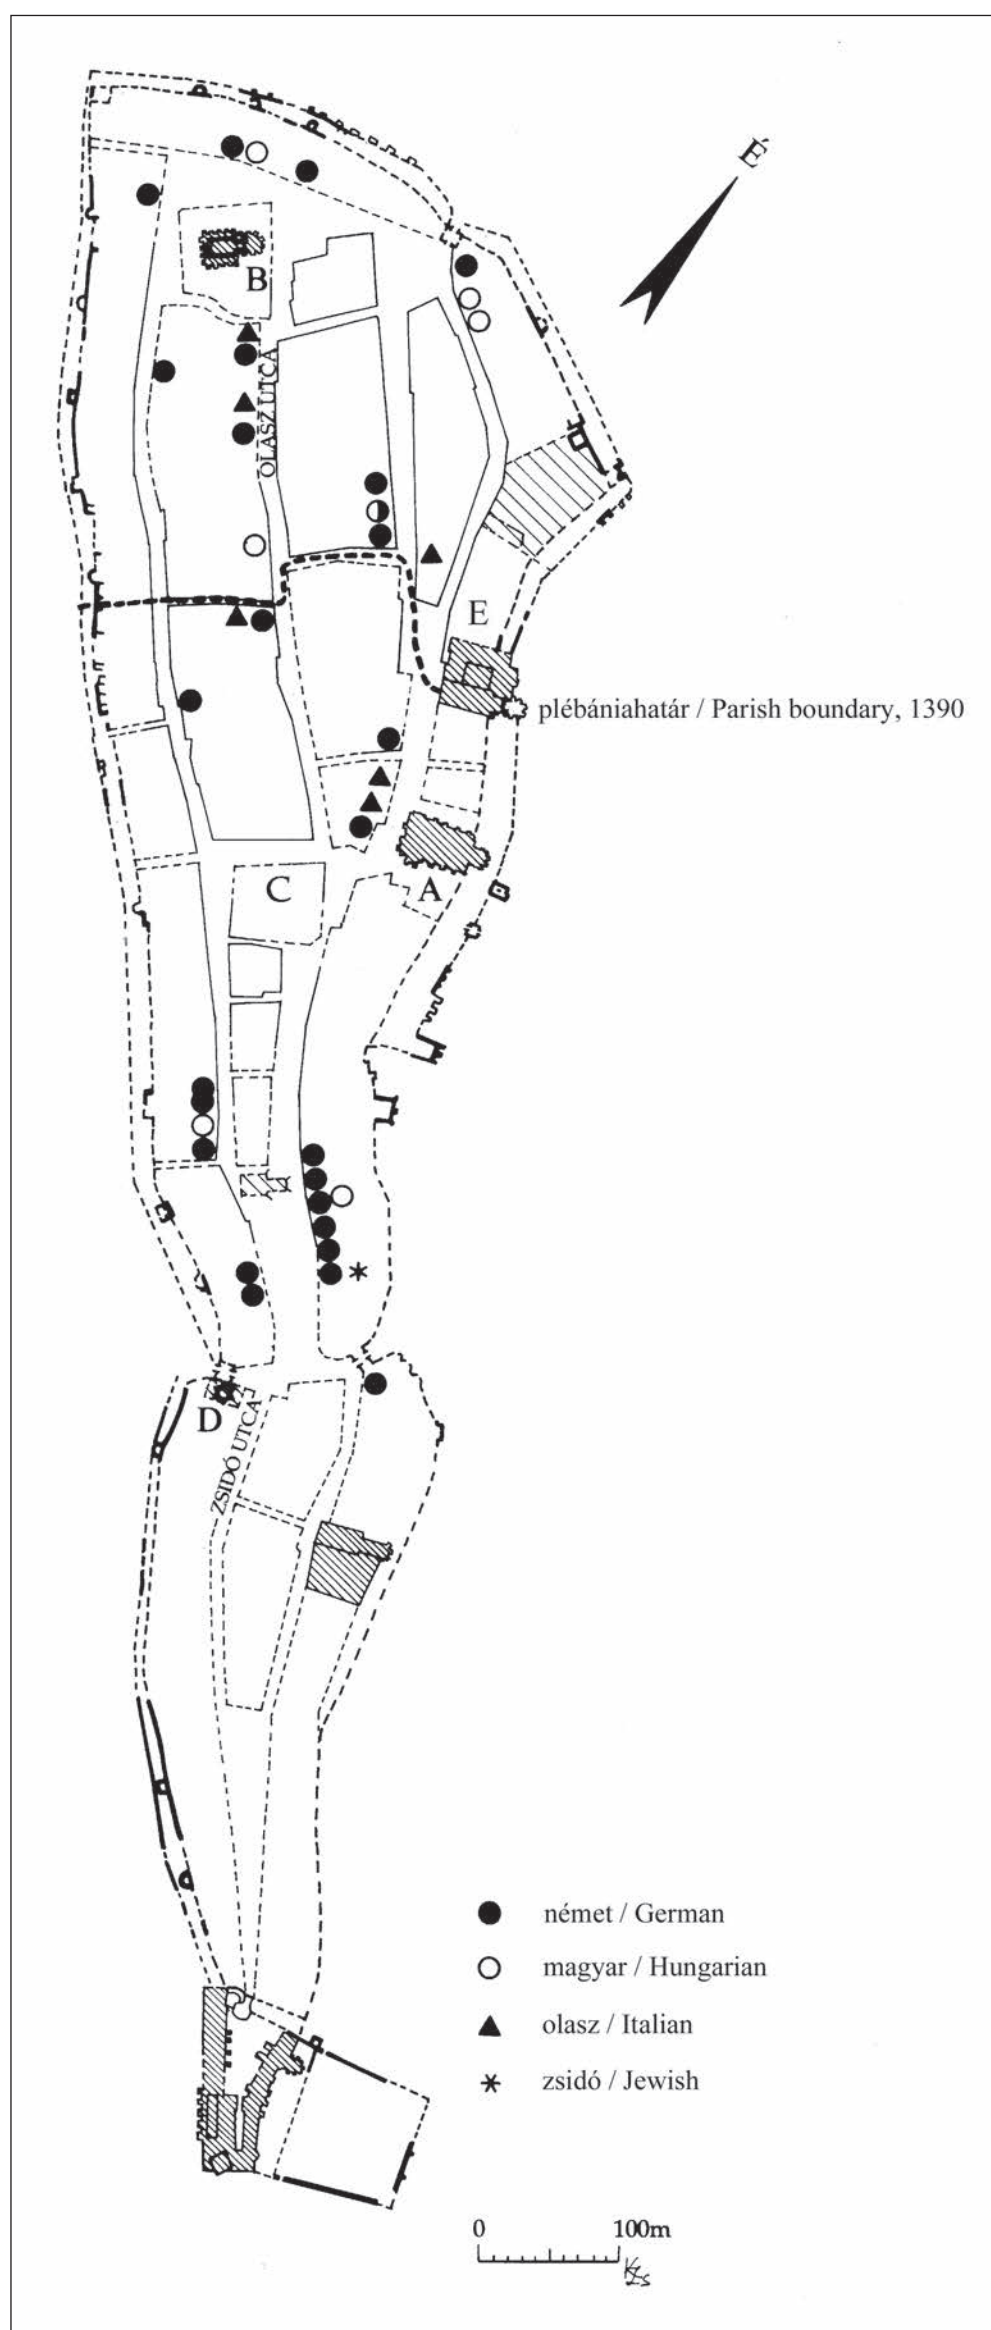 É
B
OLASZ UTCA
E
plébániahatár / Parish boundary, 1390
C
A
D
ZSIDÓ UTCA
német / German
magyar / Hungarian
olasz / Italian
zsidó / Jewish
0 100m